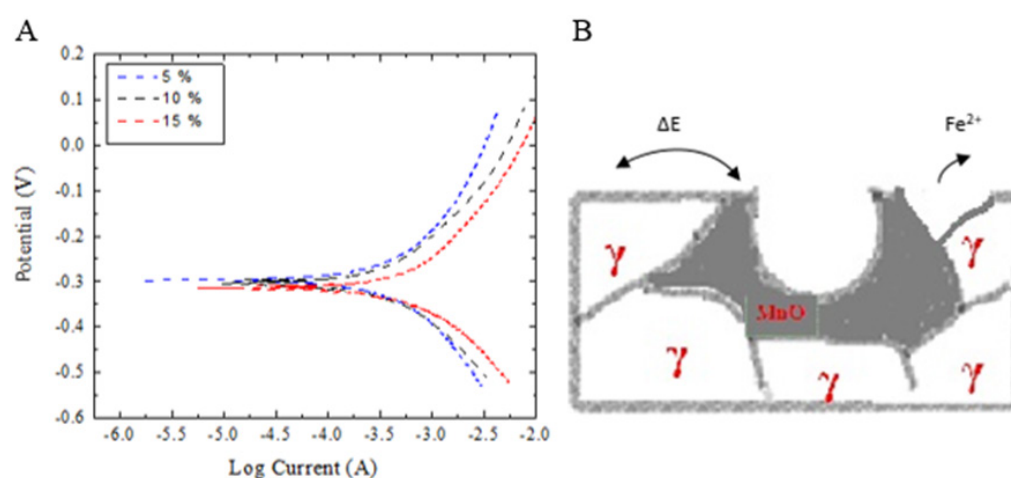 A
0.2
0.1
0.0
-0.1
-0.2
-0.3
-0.4
-0.5
-0.6
Potential (V)
5 %
10 %
15 %
-6.0 -5.5 -5.0 -4.5 -4.0 -3.5 -3.0 -2.5 -2.0
Log Current (A)
B
ΔE
Fe²⁺
γ
γ
MnO
γ
γ
γ